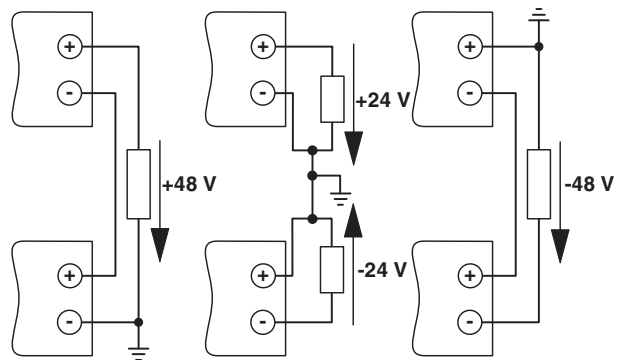 + + +
- - -
+24 V
+48 V
-48 V
-24 V
+ + +
- - -